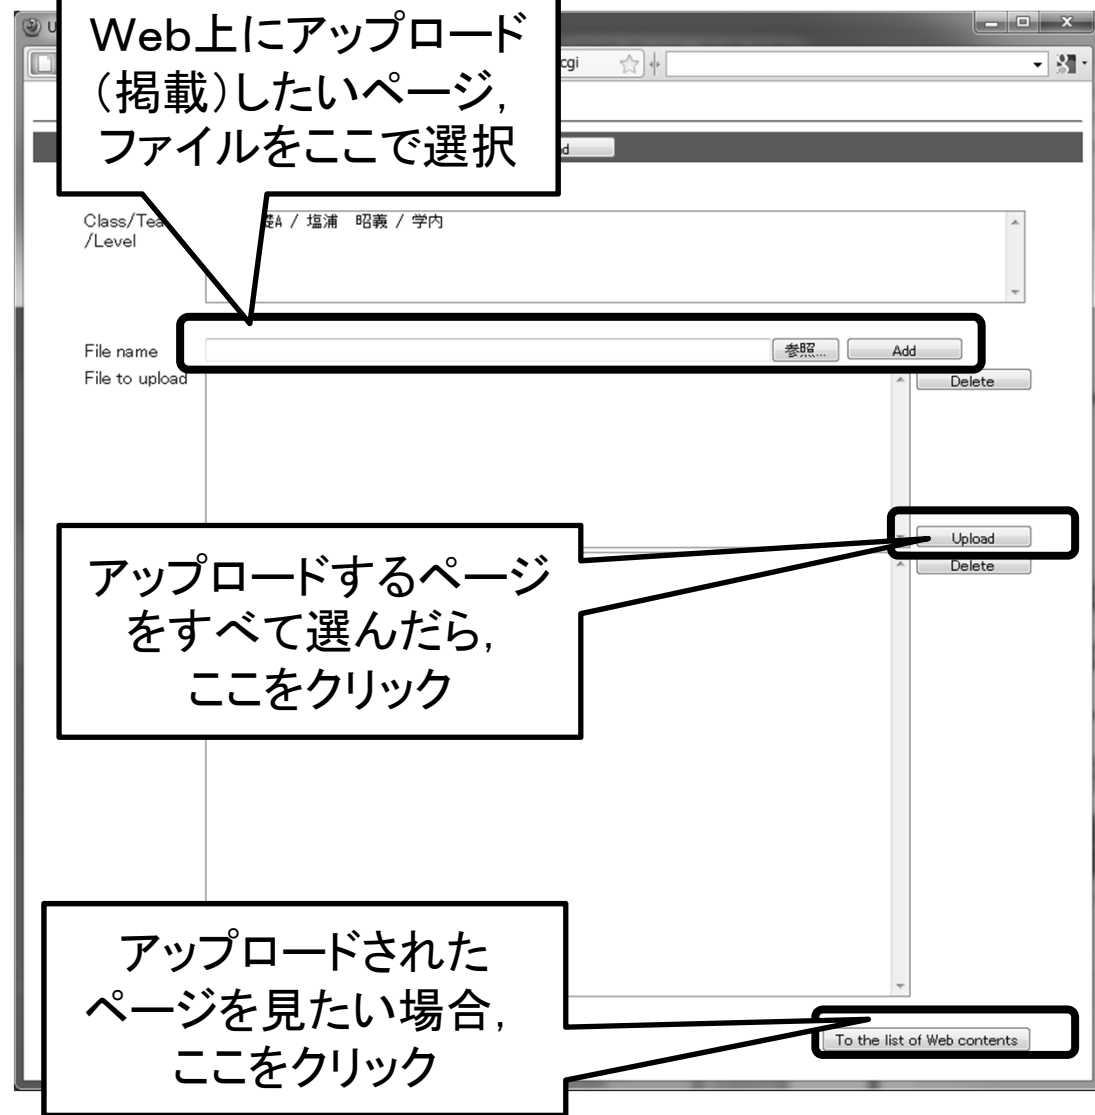 Web上にアップロード
（掲載）したいページ,
ファイルをここで選択
cgi
Class/Tea
/Level
礎A / 塩浦　昭義 / 学内
File name
参照...
Add
File to upload
Delete
Upload
Delete
アップロードするページ
をすべて選んだら,
ここをクリック
アップロードされた
ページを見たい場合,
ここをクリック
To the list of Web contents